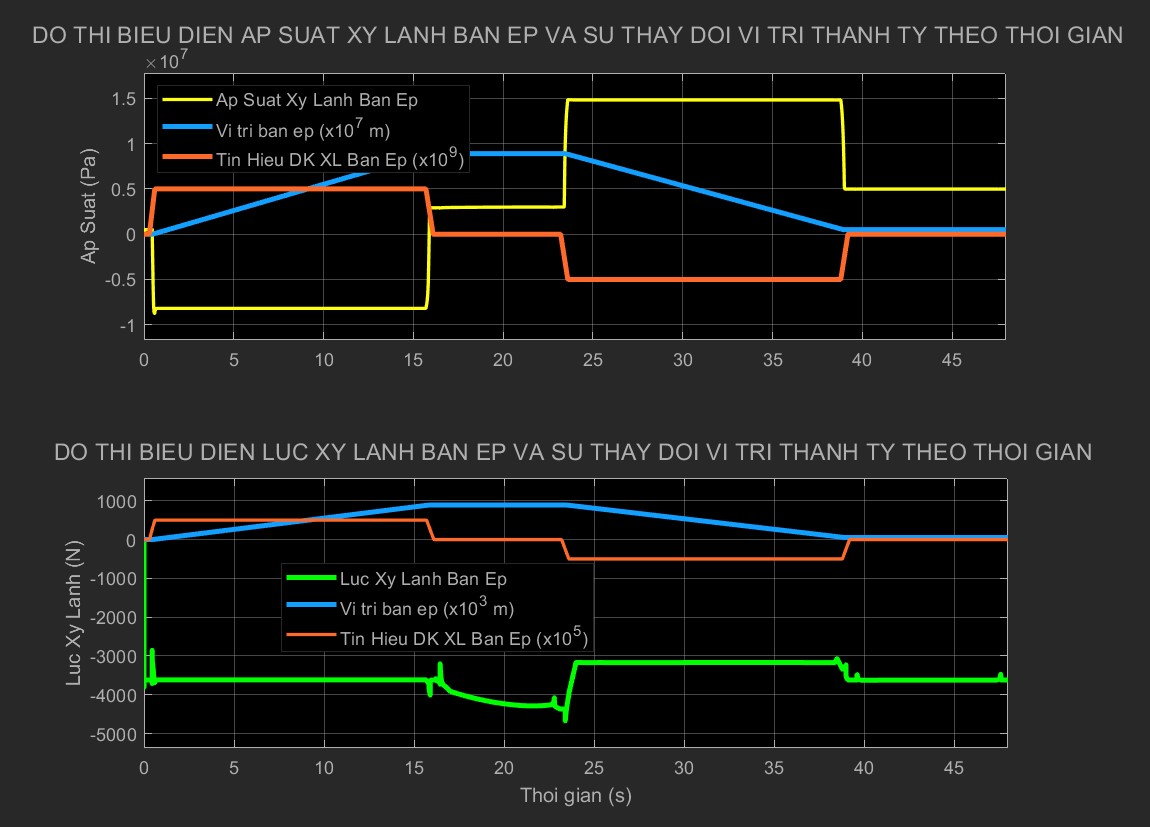 DO THI BIEU DIEN AP SUAT XY LANH BAN EP VA SU THAY DOI VI TRI THANH TY THEO THOI GIAN
×10^7
Ap Suat Xy Lanh Ban Ep
Vi tri ban ep (x10^7 m)
Tin Hieu DK XL Ban Ep (x10^9)
Ap Suat (Pa)
1.5
1
0.5
0
-0.5
-1
0 5 10 15 20 25 30 35 40 45
DO THI BIEU DIEN LUC XY LANH BAN EP VA SU THAY DOI VI TRI THANH TY THEO THOI GIAN
Luc Xy Lanh (N)
1000
0
-1000
-2000
-3000
-4000
-5000
Luc Xy Lanh Ban Ep
Vi tri ban ep (x10^3 m)
Tin Hieu DK XL Ban Ep (x10^5)
0 5 10 15 20 25 30 35 40 45
Thoi gian (s)